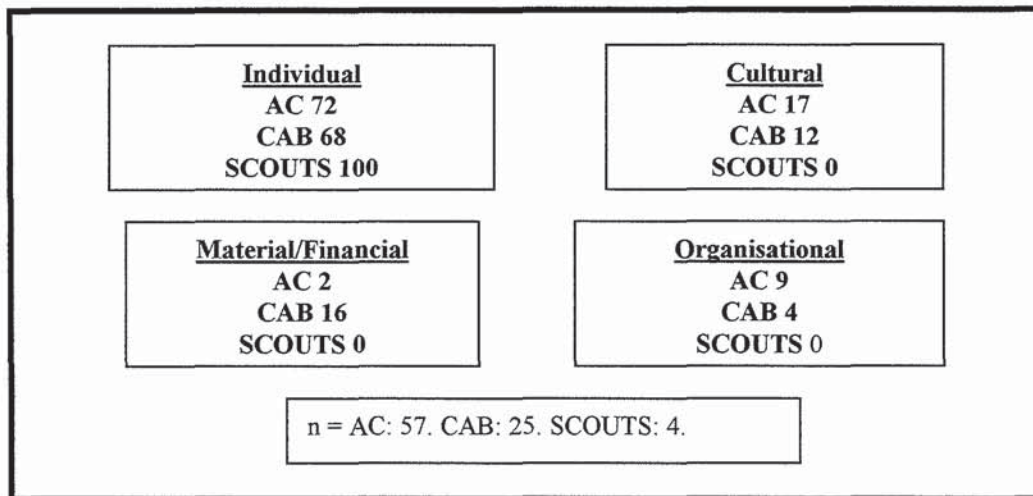 Individual
AC 72
CAB 68
SCOUTS 100
Cultural
AC 17
CAB 12
SCOUTS 0
Material/Financial
AC 2
CAB 16
SCOUTS 0
Organisational
AC 9
CAB 4
SCOUTS 0
n = AC: 57. CAB: 25. SCOUTS: 4.